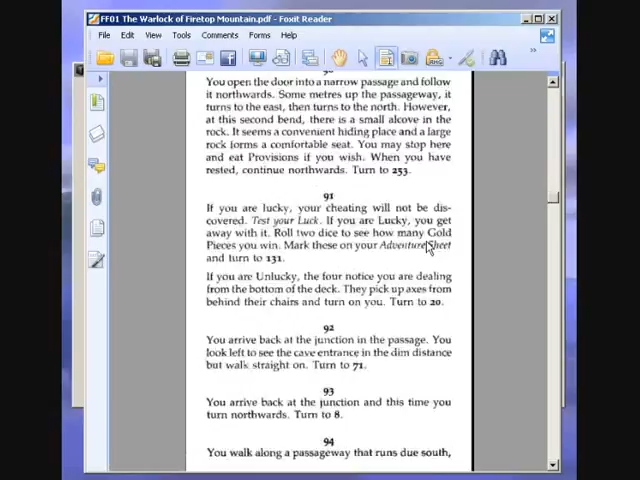 FF01 The Warlock of Firetop Mountain.pdf - Foxit Reader
File Edit View Tools Comments Forms Help
You open the door into a narrow passage and follow
it northwards. Some metres up the passageway, it
turns to the east, then turns to the north. However,
at this second bend, there is a small alcove in the
rock. It seems a convenient hiding place and a large
rock forms a comfortable seat. You may stop here
and eat Provisions if you wish. When you have
rested, continue northwards. Turn to 253.
91
If you are lucky, your cheating will not be dis-
covered. Test your Luck. If you are Lucky, you get
away with it. Roll two dice to see how many Gold
Pieces you win. Mark these on your Adventure Sheet
and turn to 131.
If you are Unlucky, the four notice you are dealing
from the bottom of the deck. They pick up axes from
behind their chairs and turn on you. Turn to 20.
92
You arrive back at the junction in the passage. You
look left to see the cave entrance in the dim distance
but walk straight on. Turn to 71.
93
You arrive back at the junction and this time you
turn northwards. Turn to 8.
94
You walk along a passageway that runs due south,